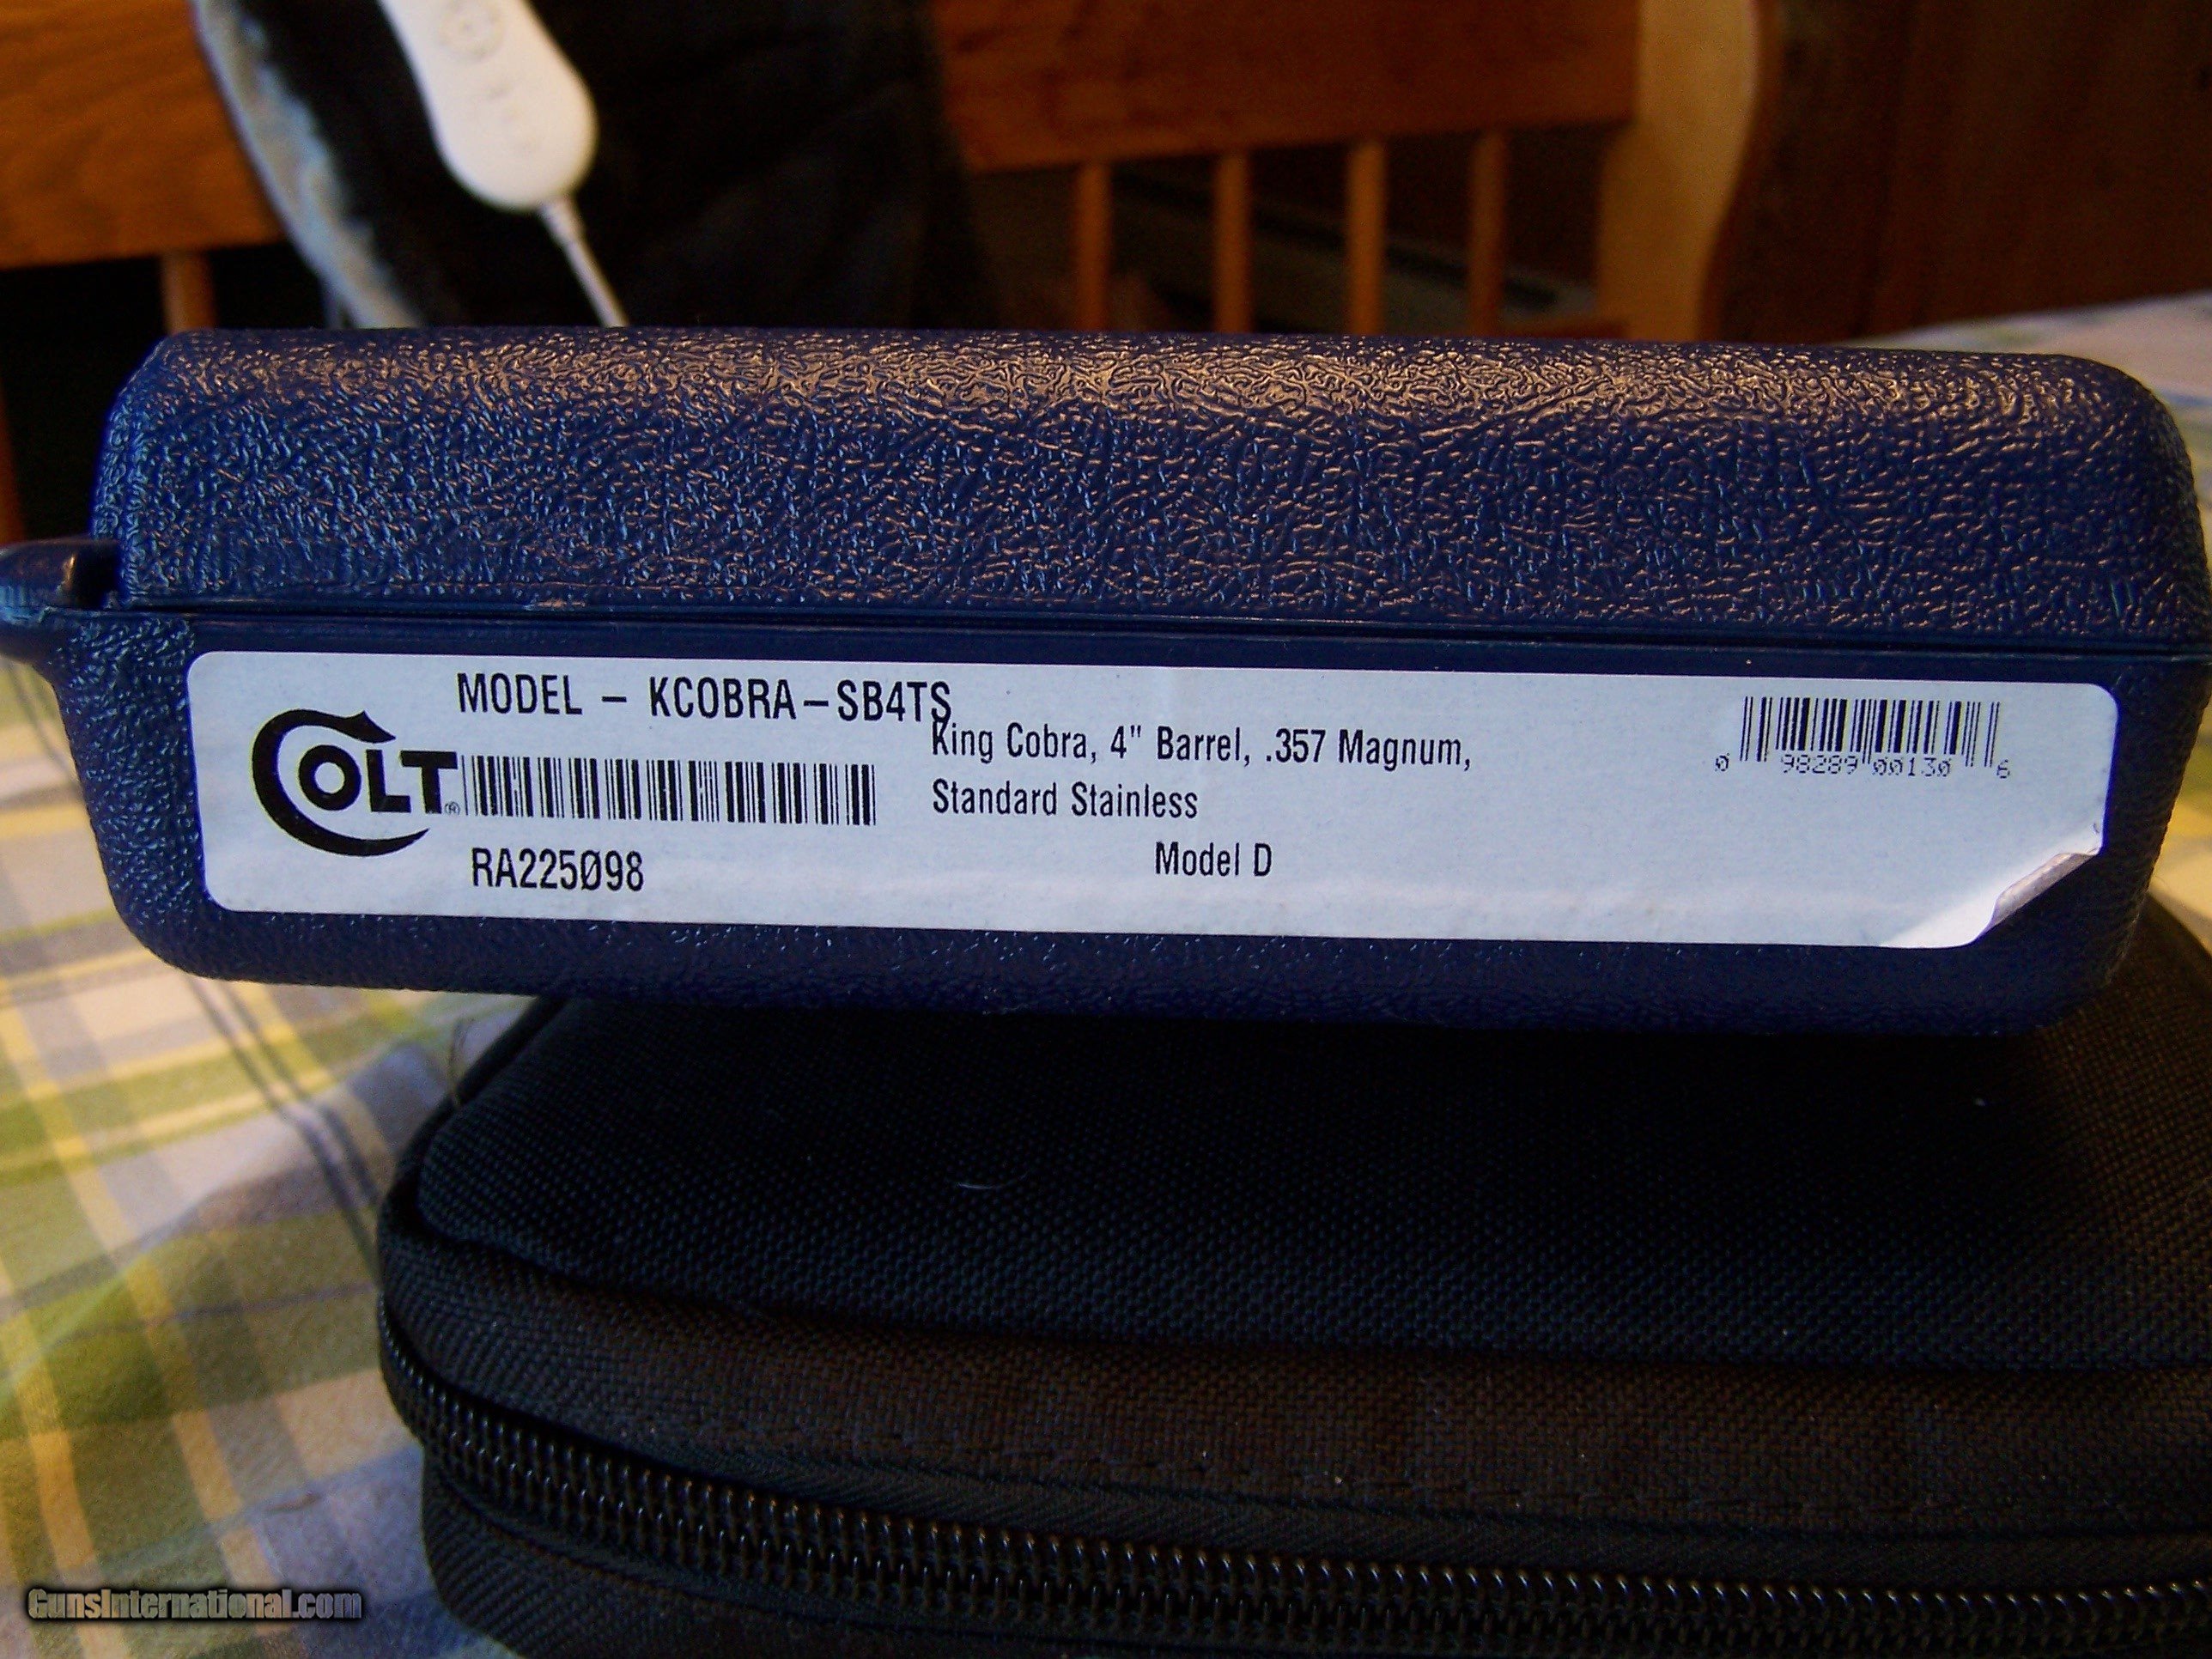 MODEL – KCOBRA–SB4TS
COLT®
King Cobra, 4" Barrel, .357 Magnum,
Standard Stainless
Model D
RA225Ø98
0 98289 00130 6
GunsInternational.com